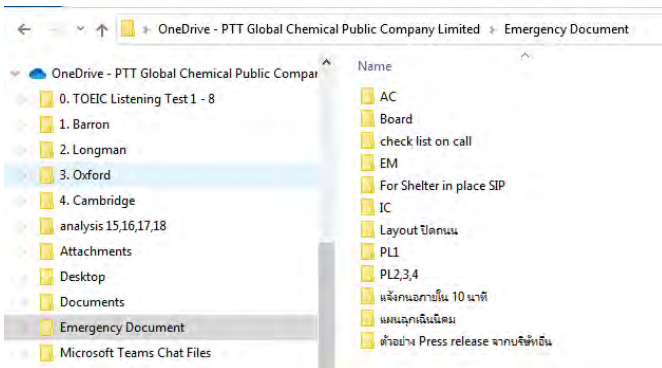 OneDrive - PTT Global Chemical Public Company Limited > Emergency Document
OneDrive - PTT Global Chemical Public Compar
0. TOEIC Listening Test 1 - 8
1. Barron
2. Longman
3. Oxford
4. Cambridge
analysis 15,16,17,18
Attachments
Desktop
Documents
Emergency Document
Microsoft Teams Chat Files
Name
AC
Board
check list on call
EM
For Shelter in place SIP
IC
Layout ปิดถนน
PL1
PL2,3,4
แจ้งกนอภายใน 10 นาที
แผนฉุกเฉินนิคม
ตัวอย่าง Press release จากบริษัทอื่น